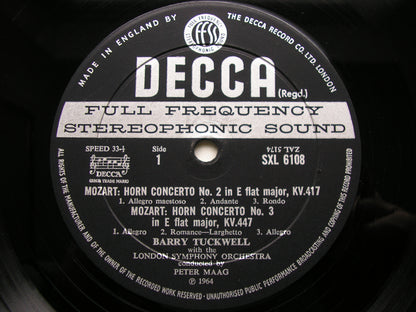 MADE IN ENGLAND BY
THE DECCA RECORD CO. LTD. LONDON
FULL FREQUENCY
FFSS
STEREOPHONIC SOUND
DECCA
(Regd.)
FULL FREQUENCY
STEREOPHONIC SOUND
SPEED 33⅓
Side
1
ZAL. 5174
SXL 6108
DECCA
MOZART: HORN CONCERTO No. 2 in E flat major, KV.417
1. Allegro maestoso 2. Andante 3. Rondo
MOZART: HORN CONCERTO No. 3
in E flat major, KV.447
1. Allegro 2. Romance—Larghetto 3. Allegro
BARRY TUCKWELL
with the
LONDON SYMPHONY ORCHESTRA
conducted by
PETER MAAG
℗ 1964
ALL RIGHTS OF THE MANUFACTURER AND OF THE OWNER OF THE RECORDED WORK RESERVED · UNAUTHORISED PUBLIC PERFORMANCE BROADCASTING AND COPYING OF THIS RECORD PROHIBITED